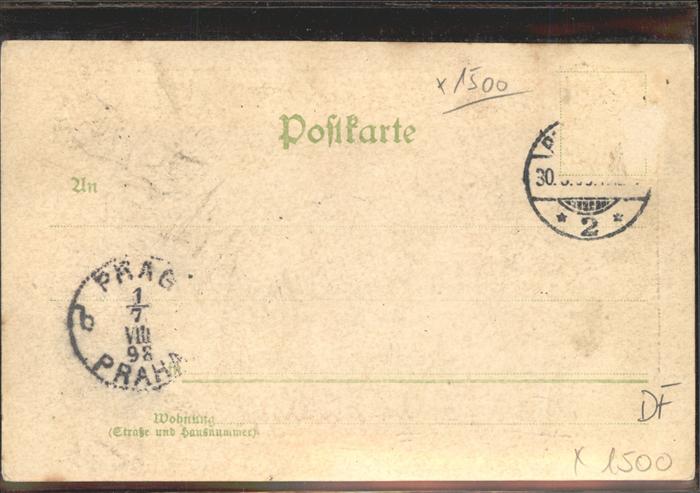 x 1500
Postkarte
An
30.
* 2 *
PRAG
1
7
VIII
98
PRAHA
DF
Wohnung
(Straße und Hausnummer)
x 1500